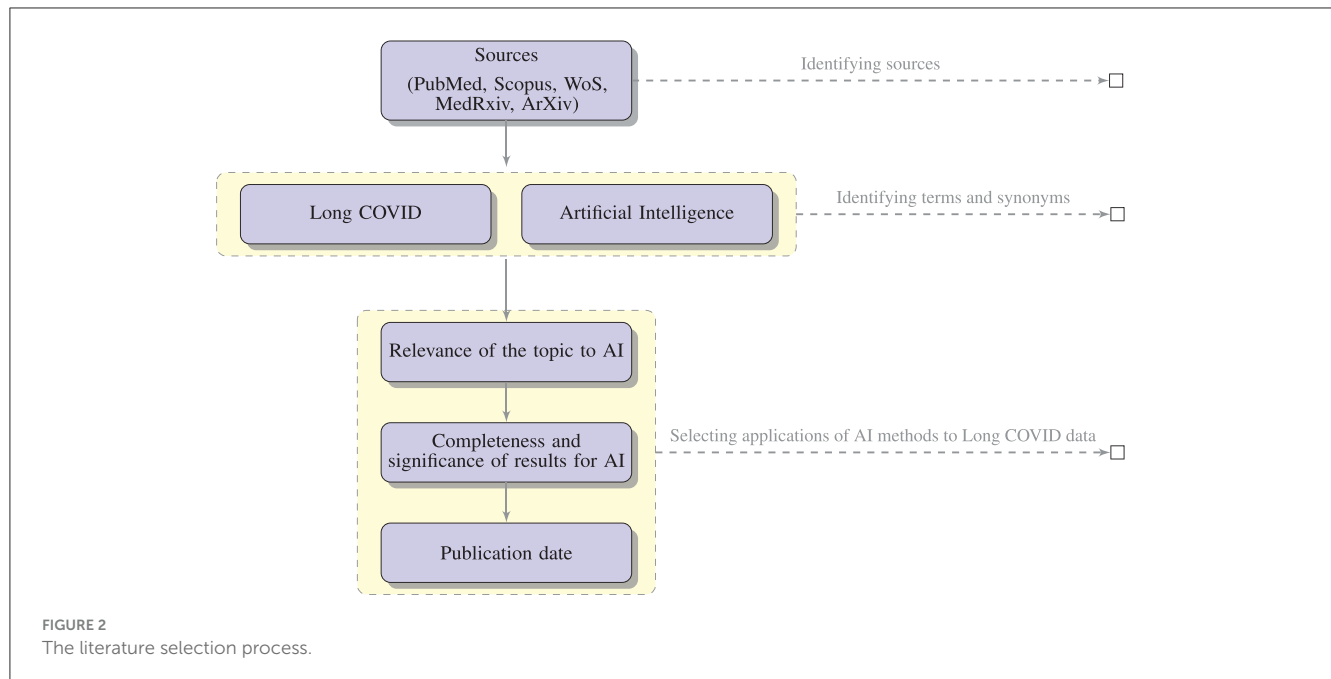 Sources
(PubMed, Scopus, WoS,
MedRxiv, ArXiv)
Identifying sources
Long COVID
Artificial Intelligence
Identifying terms and synonyms
Relevance of the topic to AI
Completeness and
significance of results for AI
Selecting applications of AI methods to Long COVID data
Publication date
FIGURE 2
The literature selection process.